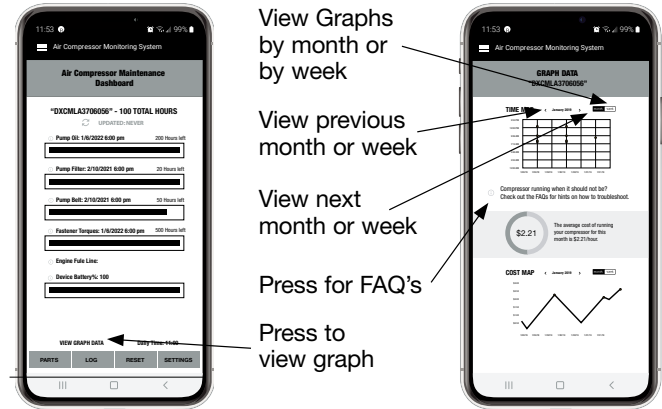 11:53
99%
Air Compressor Monitoring System
Air Compressor Maintenance
Dashboard
“DXCMLA3706056” - 100 TOTAL
HOURS
UPDATED: NEVER
Pump Oil: 1/6/2022 6:00 pm 200 Hours left
Pump Filter: 2/10/2021 6:00 pm 20 Hours left
Pump Belt: 2/10/2021 6:00 pm 50 Hours left
Fastener Torques: 1/6/2022 6:00 pm 500 Hours left
Engine Fule Line:
Device Battery%: 100
VIEW GRAPH DATA Daily Time: 11:00
PARTS LOG RESET SETTINGS
View Graphs
by month or
by week
View previous
month or week
View next
month or week
Press for FAQ’s
Press to
view graph
11:53
99%
Air Compressor Monitoring System
GRAPH DATA
“DXCMLA3706056”
TIME MAP
‹ January 2019 ›
Compressor running when it should not be?
Check out the FAQs for hints on how to troubleshoot.
$2.21
The average cost of running
your compressor for this
month is $2.21/hour.
COST MAP
‹ January 2019 ›